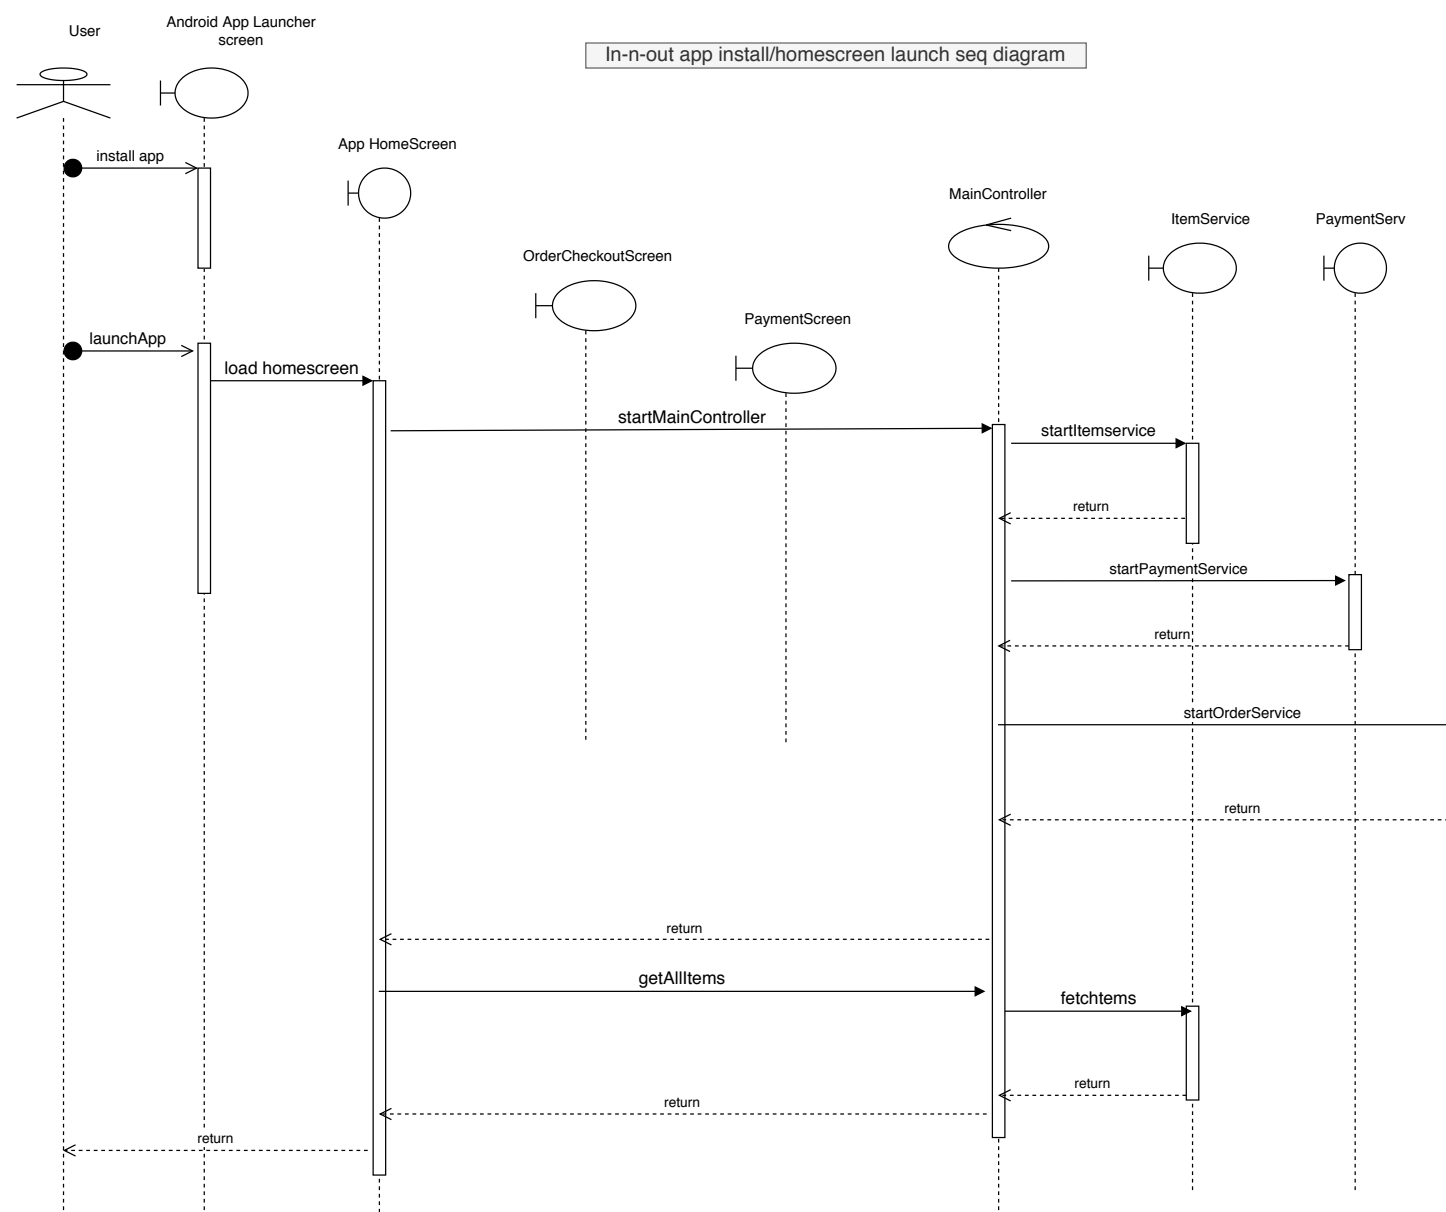 User
Android App Launcher
screen
In-n-out app install/homescreen launch seq diagram
App HomeScreen
install app
MainController
ItemService
PaymentServ
OrderCheckoutScreen
PaymentScreen
launchApp
load homescreen
startMainController
startItemservice
return
startPaymentService
return
startOrderService
return
return
getAllItems
fetchtems
return
return
return